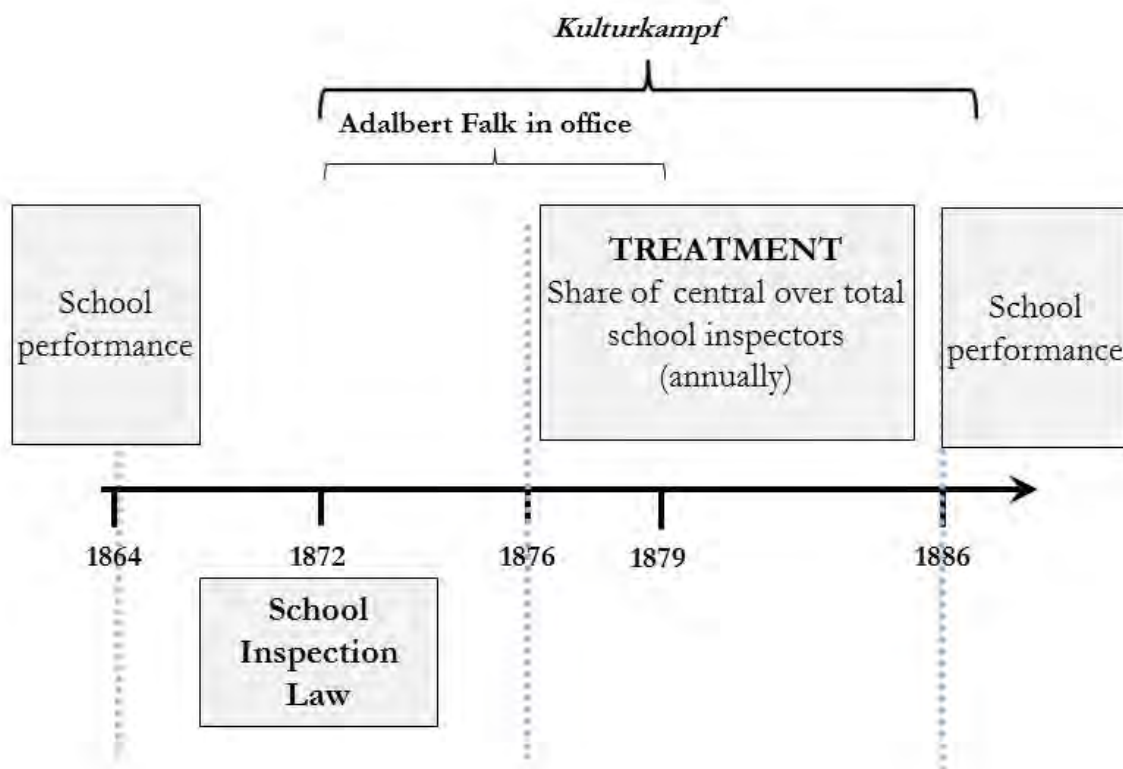 Kulturkampf
Adalbert Falk in office
School
performance
TREATMENT
Share of central over total
school inspectors
(annually)
School
performance
1864
1872
1876
1879
1886
School
Inspection
Law